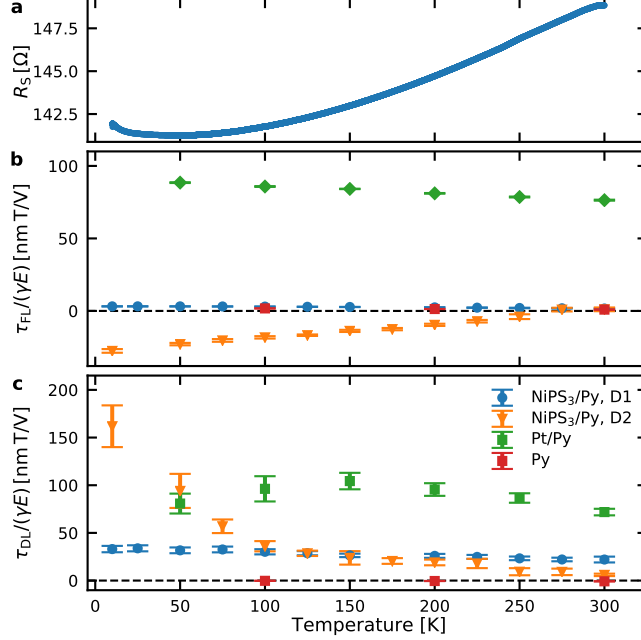 a
147.5
145.0
142.5
R_S [Ω]
b
100
50
0
τ_FL/(γE) [nm T/V]
c
200
150
100
50
0
τ_DL/(γE) [nm T/V]
NiPS₃/Py, D1
NiPS₃/Py, D2
Pt/Py
Py
0 50 100 150 200 250 300
Temperature [K]